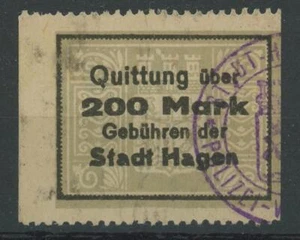 Quittung über
200 Mark
Gebühren der
Stadt Hagen